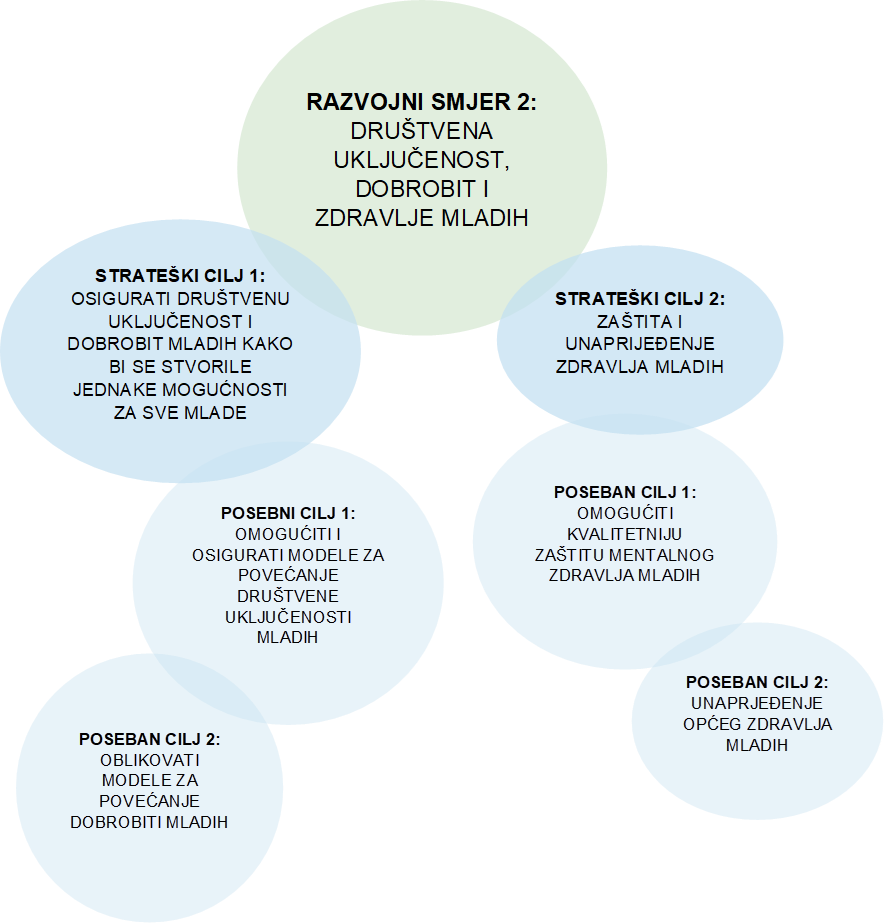 RAZVOJNI SMJER 2:
DRUŠTVENA
UKLJUČENOST,
DOBROBIT I
ZDRAVLJE MLADIH
STRATEŠKI CILJ 1:
OSIGURATI DRUŠTVENU
UKLJUČENOST I
DOBROBIT MLADIH KAKO
BI SE STVORILE
JEDNAKE MOGUĆNOSTI
ZA SVE MLADE
STRATEŠKI CILJ 2:
ZAŠTITA I
UNAPRIJEĐENJE
ZDRAVLJA MLADIH
POSEBNI CILJ 1:
OMOGUĆITI I
OSIGURATI MODELE ZA
POVEĆANJE
DRUŠTVENE
UKLJUČENOSTI
MLADIH
POSEBAN CILJ 1:
OMOGUĆITI
KVALITETNIJU
ZAŠTITU MENTALNOG
ZDRAVLJA MLADIH
POSEBAN CILJ 2:
OBLIKOVATI
MODELE ZA
POVEĆANJE
DOBROBITI MLADIH
POSEBAN CILJ 2:
UNAPRJEĐENJE
OPĆEG ZDRAVLJA
MLADIH